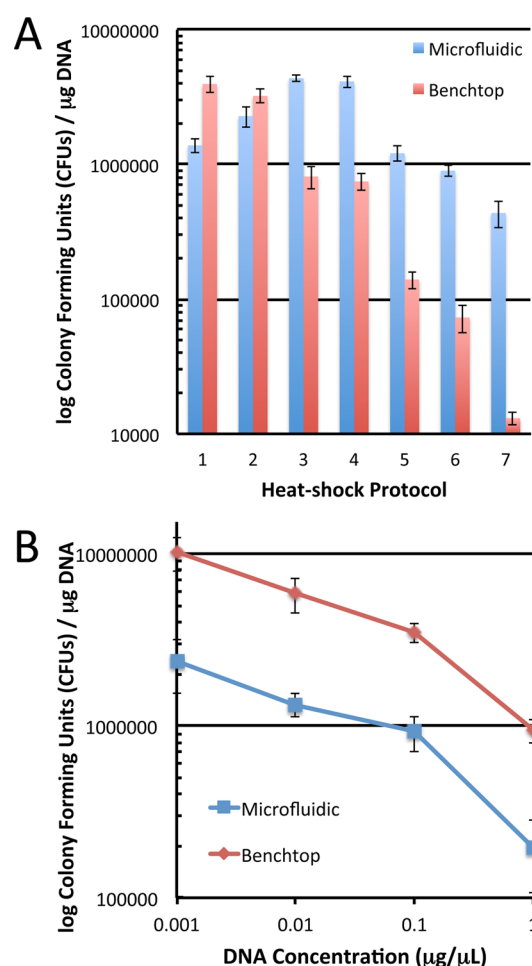 A
10000000
1000000
100000
10000
log Colony Forming Units (CFUs) / μg DNA
Microfluidic
Benchtop
1 2 3 4 5 6 7
Heat-shock Protocol
B
10000000
1000000
100000
log Colony Forming Units (CFUs) / μg DNA
Microfluidic
Benchtop
0.001 0.01 0.1 1
DNA Concentration (μg/μL)